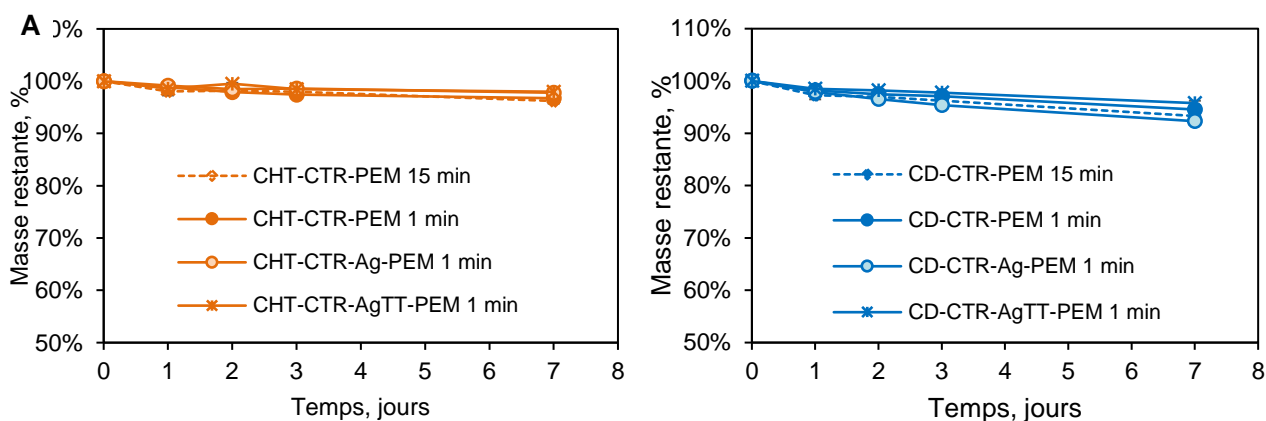 A
0%
100%
90%
80%
70%
60%
50%
Masse restante, %
CHT-CTR-PEM 15 min
CHT-CTR-PEM 1 min
CHT-CTR-Ag-PEM 1 min
CHT-CTR-AgTT-PEM 1 min
0 1 2 3 4 5 6 7 8
Temps, jours
110%
100%
90%
80%
70%
60%
50%
Masse restante, %
CD-CTR-PEM 15 min
CD-CTR-PEM 1 min
CD-CTR-Ag-PEM 1 min
CD-CTR-AgTT-PEM 1 min
0 1 2 3 4 5 6 7 8
Temps, jours